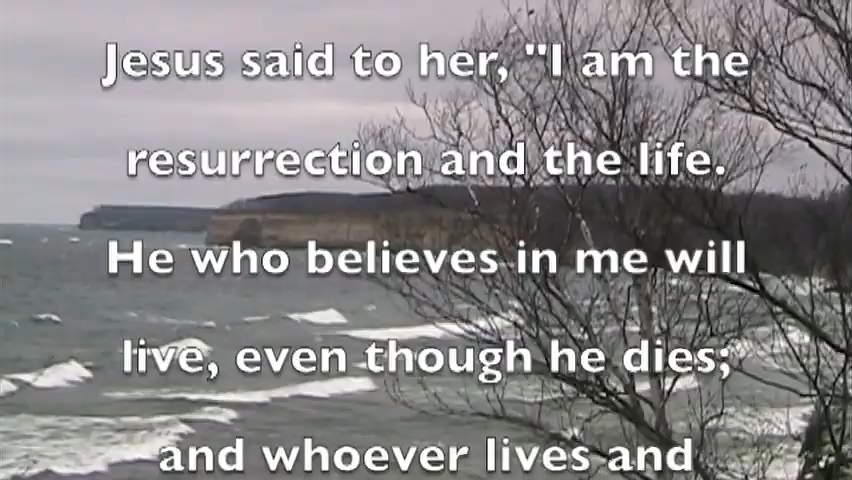 Jesus said to her, "I am the
resurrection and the life.
He who believes in me will
live, even though he dies;
and whoever lives and